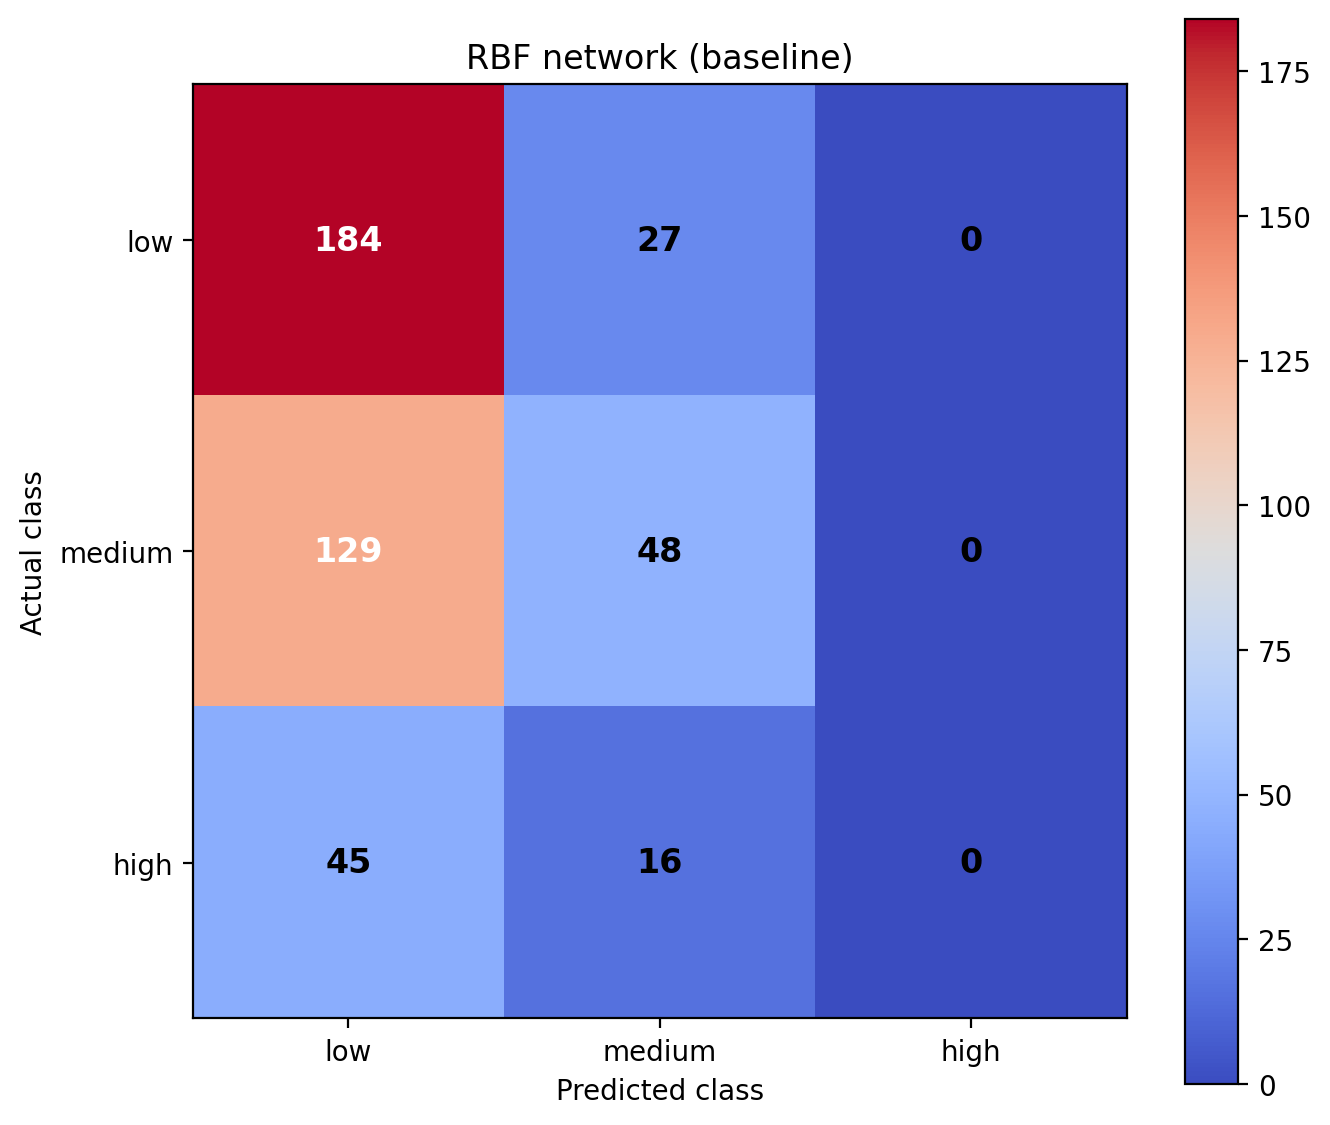 RBF network (baseline)
Actual class
low
184
27
0
medium
129
48
0
high
45
16
0
low
medium
high
Predicted class
175
150
125
100
75
50
25
0